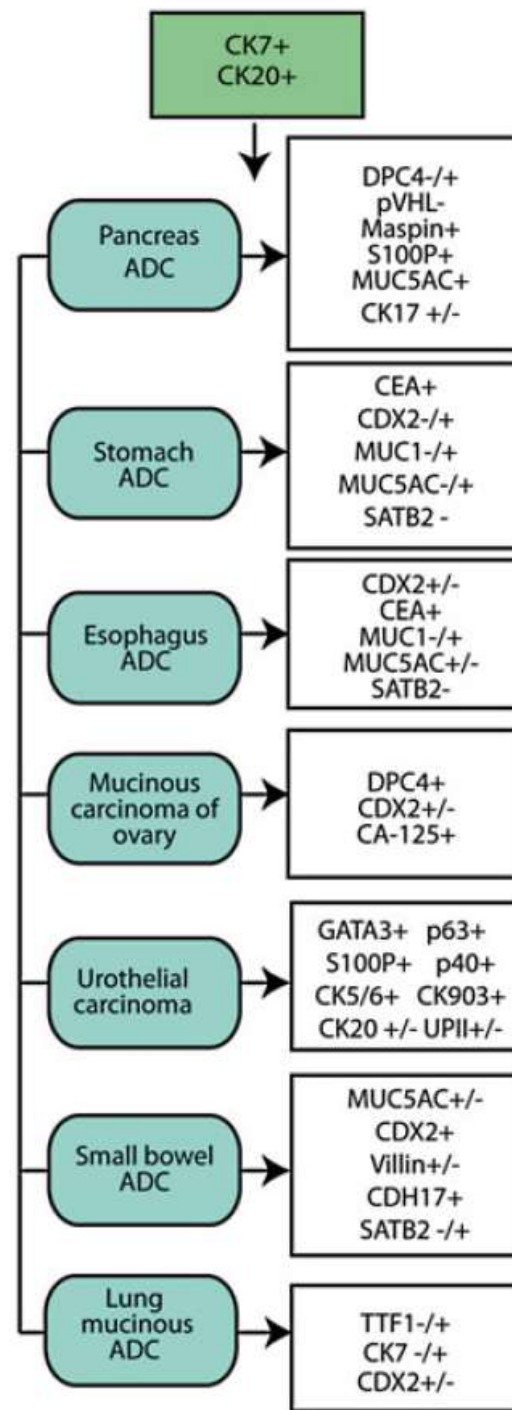 CK7+
CK20+
Pancreas
ADC
DPC4-/+
pVHL-
Maspin+
S100P+
MUC5AC+
CK17 +/-
Stomach
ADC
CEA+
CDX2-/+
MUC1-/+
MUC5AC-/+
SATB2 -
Esophagus
ADC
CDX2+/-
CEA+
MUC1-/+
MUC5AC+/-
SATB2-
Mucinous
carcinoma of
ovary
DPC4+
CDX2+/-
CA-125+
Urothelial
carcinoma
GATA3+ p63+
S100P+ p40+
CK5/6+ CK903+
CK20 +/- UPII+/-
Small bowel
ADC
MUC5AC+/-
CDX2+
Villin+/-
CDH17+
SATB2 -/+
Lung
mucinous
ADC
TTF1-/+
CK7 -/+
CDX2+/-